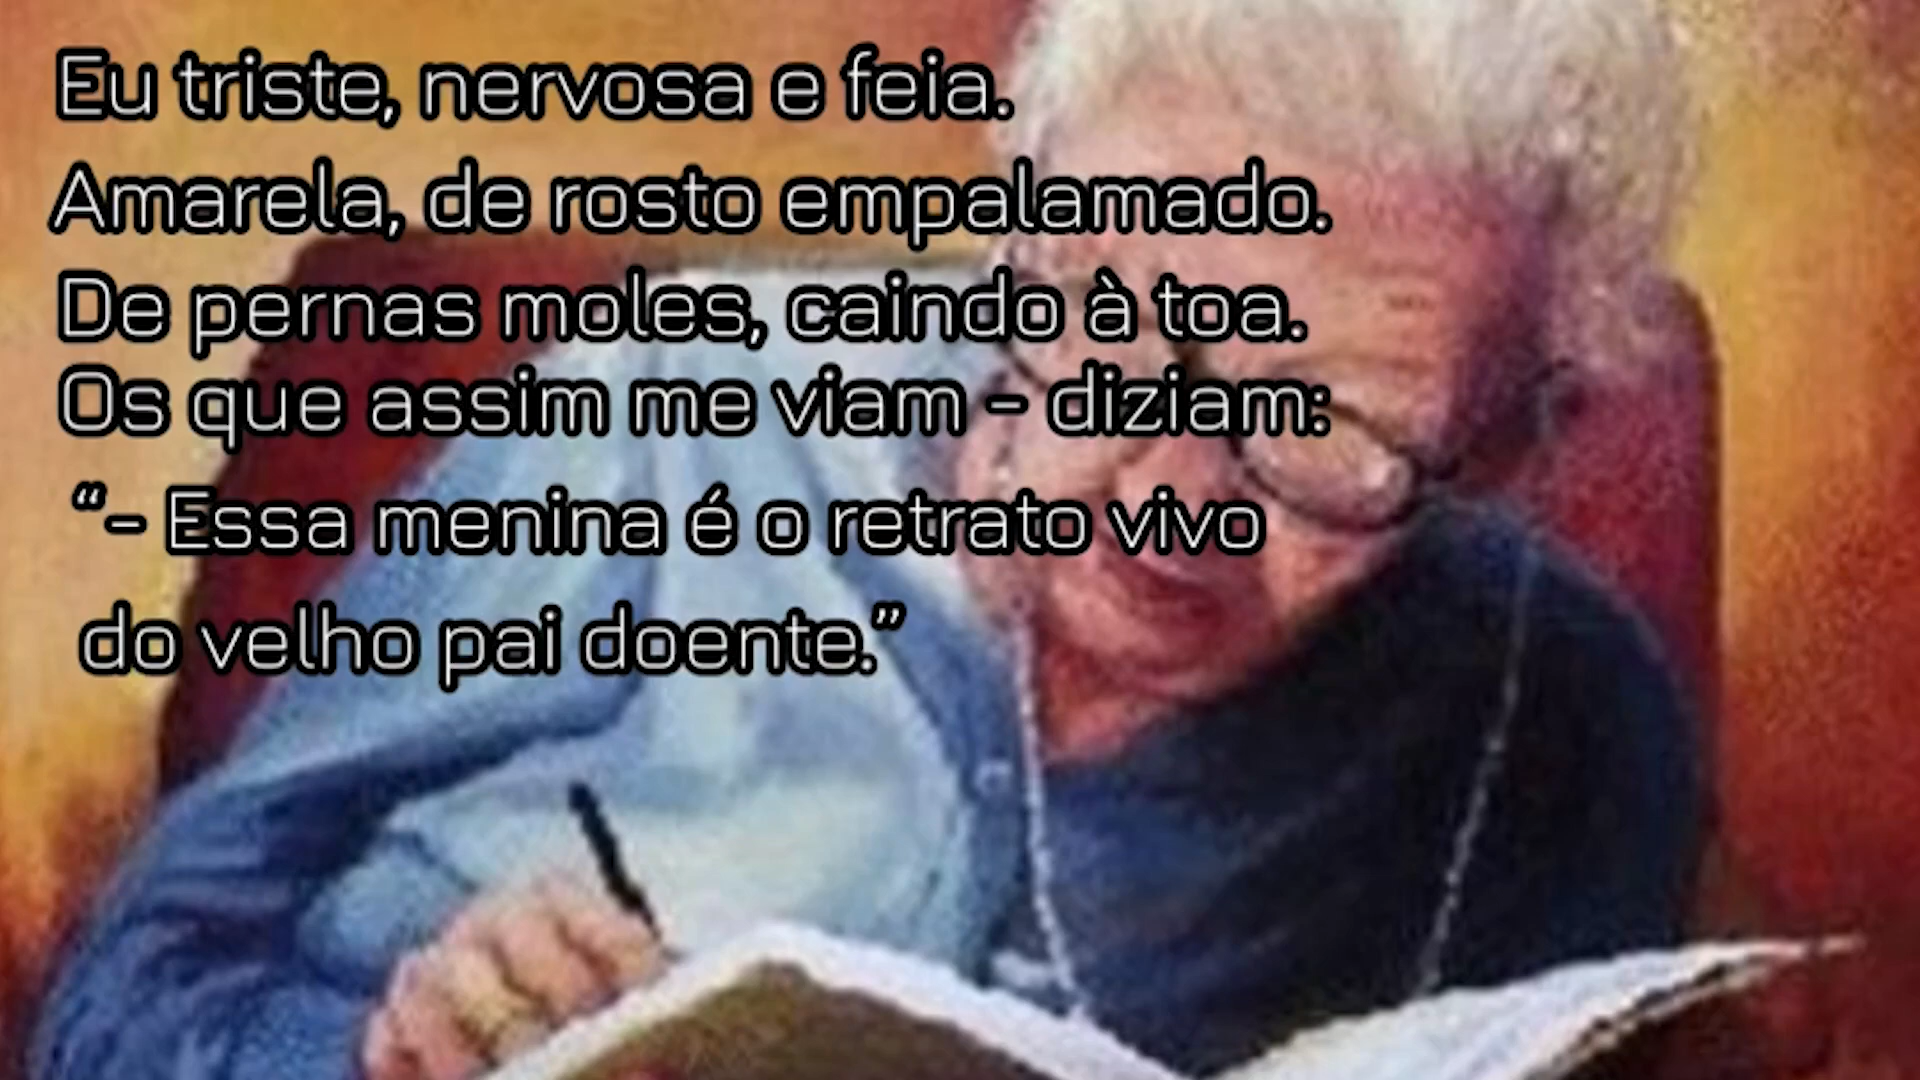 Eu triste, nervosa e feia.
Amarela, de rosto empalamado.
De pernas moles, caindo à toa.
Os que assim me viam - diziam:
“- Essa menina é o retrato vivo
do velho pai doente.”